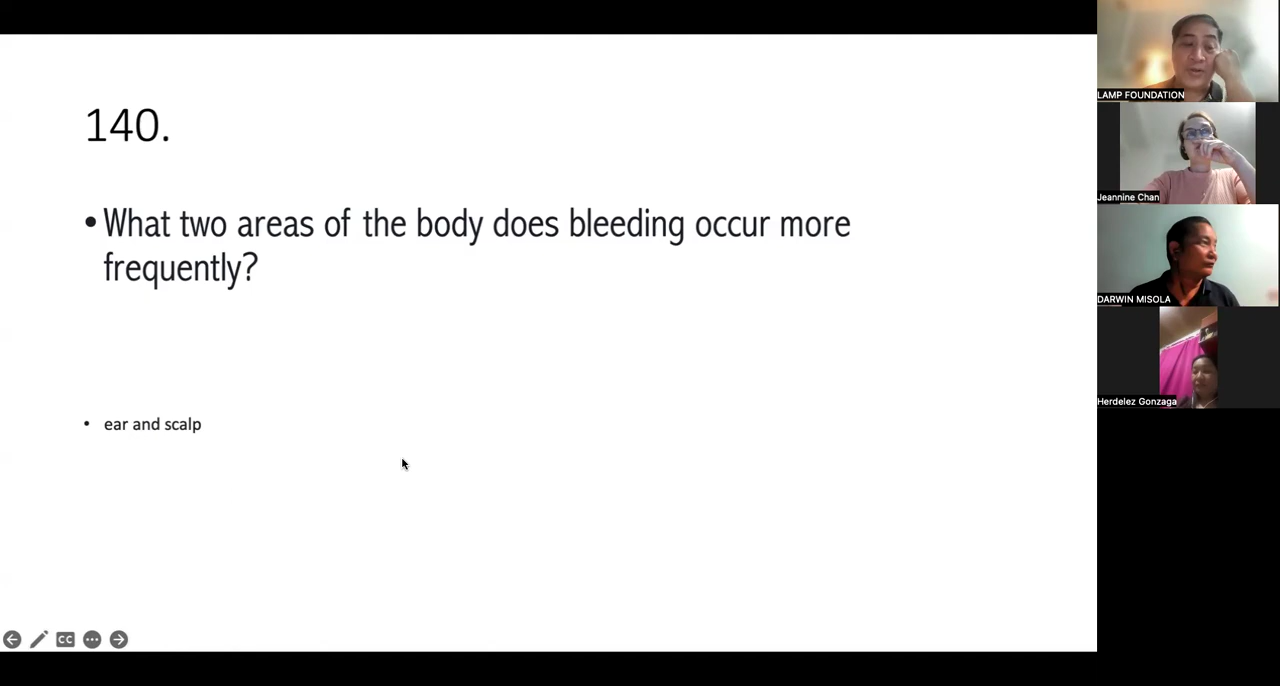 140.
• What two areas of the body does bleeding occur more
frequently?
• ear and scalp
CC
LAMP FOUNDATION
Jeannine Chan
DARWIN MISOLA
Herdelez Gonzaga